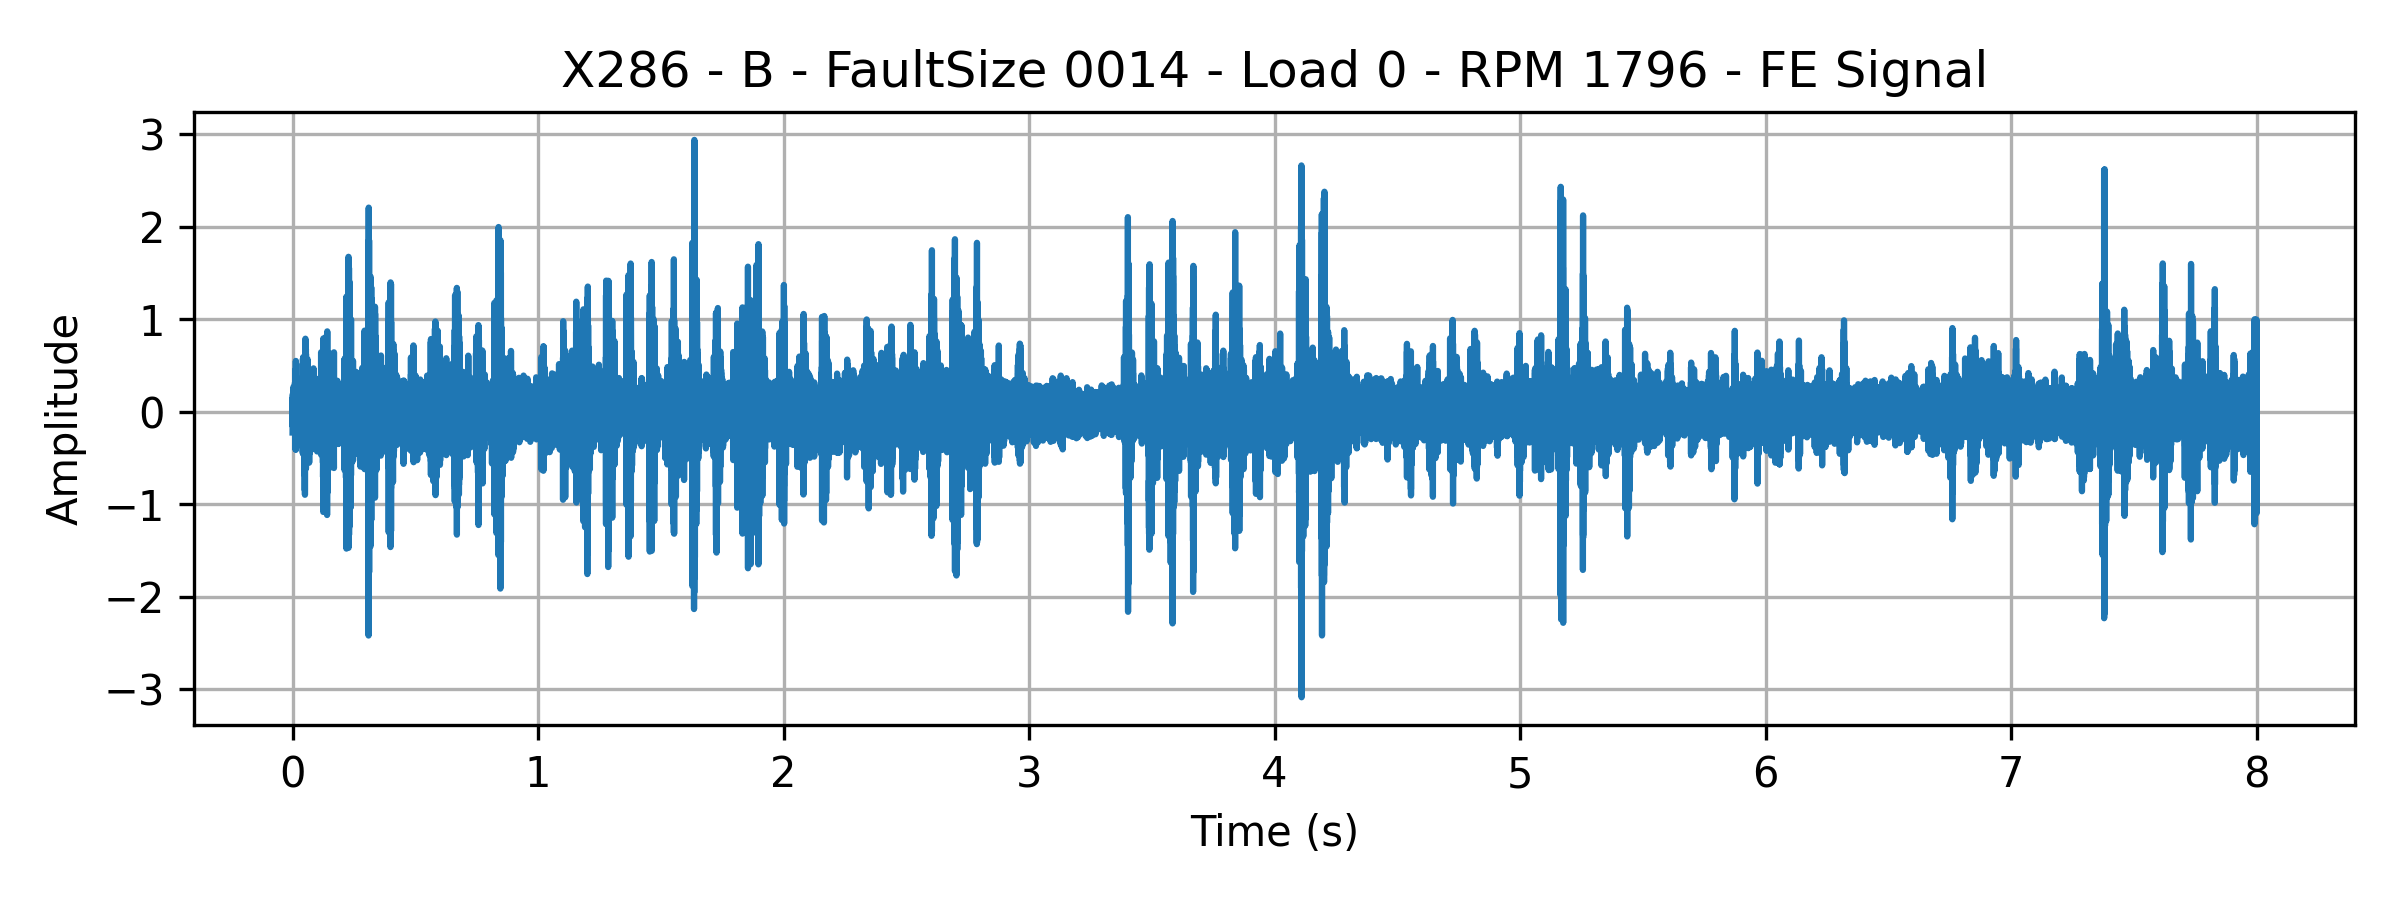 X286 - B - FaultSize 0014 - Load 0 - RPM 1796 - FE Signal
3
2
1
0
−1
−2
−3
Amplitude
0 1 2 3 4 5 6 7 8
Time (s)